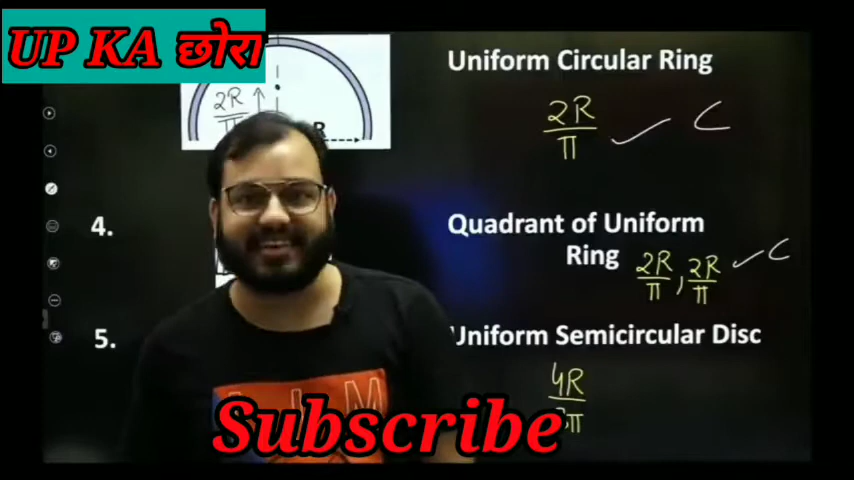 UP KA छोरा
Uniform Circular Ring
2R
π
R
2R
π
C
4.
Quadrant of Uniform
Ring
2R/π, 2R/π
C
5.
Uniform Semicircular Disc
4R
3π
Subscribe